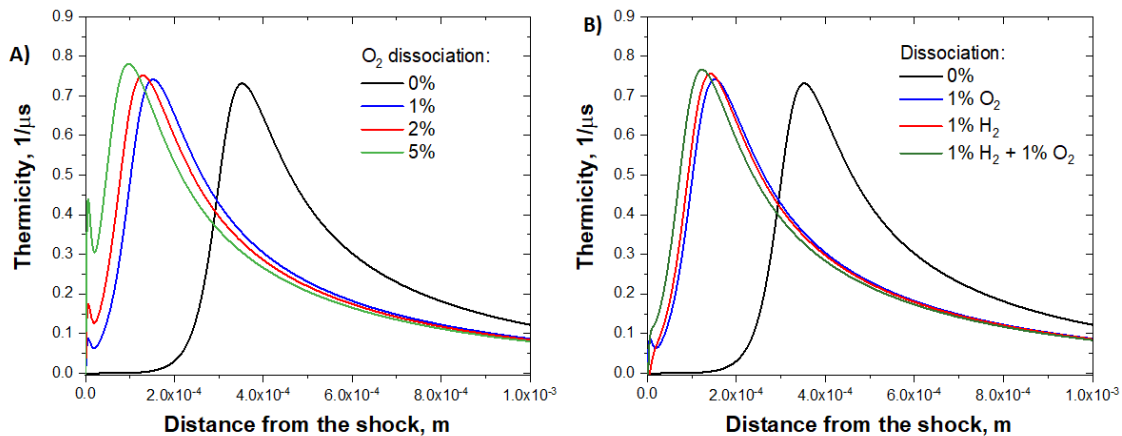 A)
0.9
0.8
0.7
0.6
0.5
0.4
0.3
0.2
0.1
0.0
Thermicity, 1/μs
O₂ dissociation:
0%
1%
2%
5%
0.0
2.0x10⁻⁴
4.0x10⁻⁴
6.0x10⁻⁴
8.0x10⁻⁴
1.0x10⁻³
Distance from the shock, m
B)
0.9
0.8
0.7
0.6
0.5
0.4
0.3
0.2
0.1
0.0
Thermicity, 1/μs
Dissociation:
0%
1% O₂
1% H₂
1% H₂ + 1% O₂
0.0
2.0x10⁻⁴
4.0x10⁻⁴
6.0x10⁻⁴
8.0x10⁻⁴
1.0x10⁻³
Distance from the shock, m